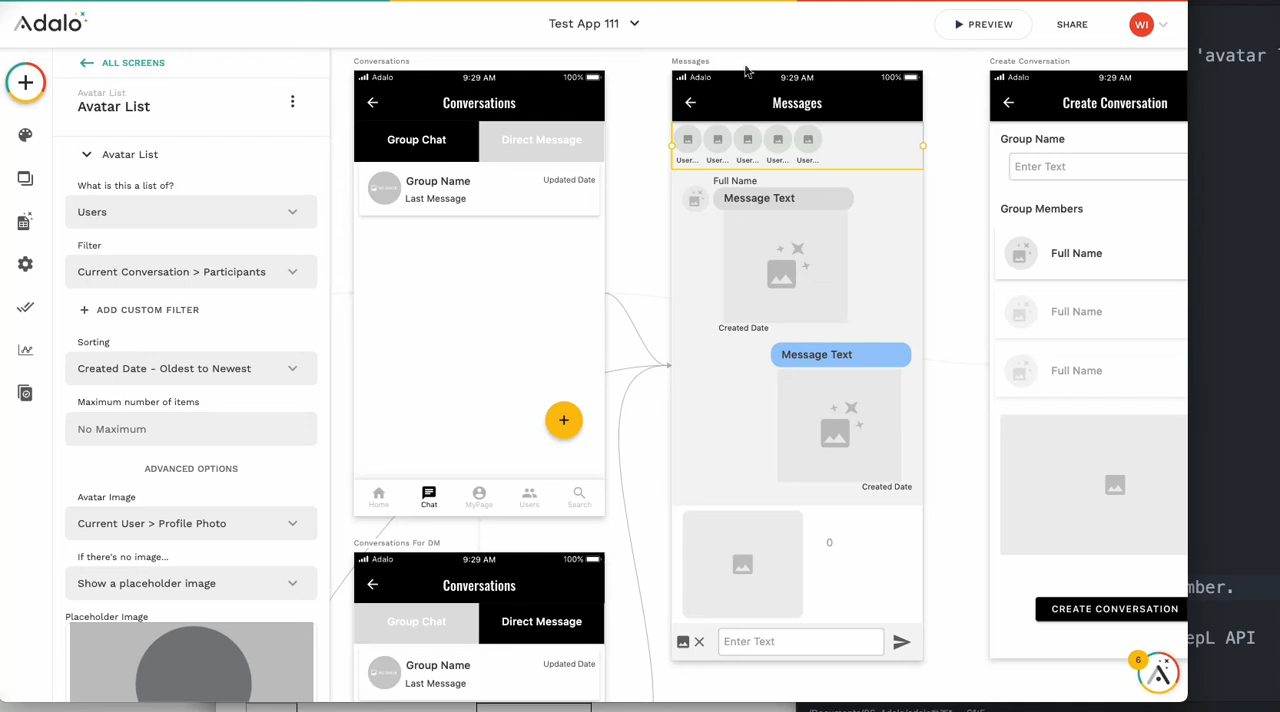 Adalo
Test App 111
PREVIEW
SHARE
WI
'avatar
ALL SCREENS
Avatar List
Avatar List
Avatar List
What is this a list of?
Users
Filter
Current Conversation > Participants
ADD CUSTOM FILTER
Sorting
Created Date - Oldest to Newest
Maximum number of items
No Maximum
ADVANCED OPTIONS
Avatar Image
Current User > Profile Photo
If there's no image...
Show a placeholder image
Placeholder Image
Conversations
Adalo 9:29 AM 100%
Conversations
Group Chat
Direct Message
Group Name
Updated Date
Last Message
Home
Chat
MyPage
Users
Search
Conversations For DM
Adalo 9:29 AM 100%
Conversations
Group Chat
Direct Message
Group Name
Updated Date
Last Message
Messages
Adalo 9:29 AM 100%
Messages
User... User... User... User... User...
Full Name
Message Text
Created Date
Message Text
Created Date
0
Enter Text
Create Conversation
Adalo 9:29 AM
Create Conversation
Group Name
Enter Text
Group Members
Full Name
Full Name
Full Name
CREATE CONVERSATION
6
mber.
epL API